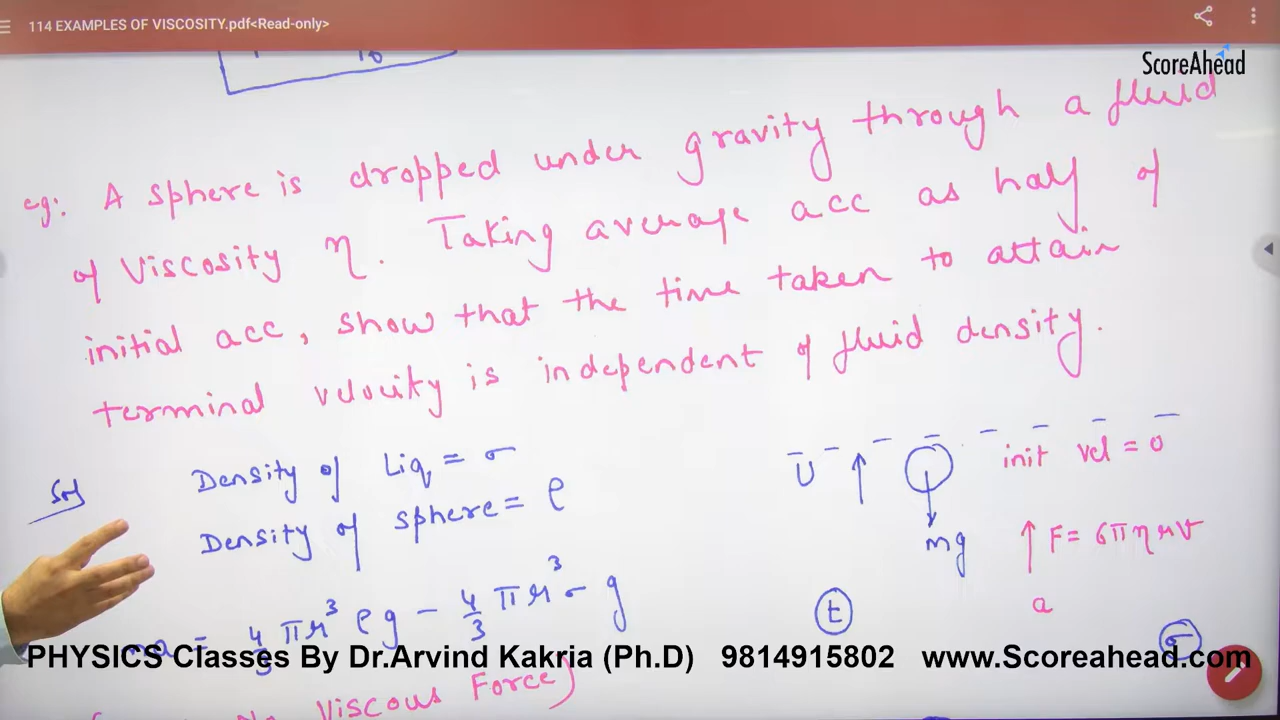 114 EXAMPLES OF VISCOSITY.pdf<Read-only>
ScoreAhead
10
eg: A sphere is dropped under gravity through a fluid
of viscosity η. Taking average acc as half of
initial acc, show that the time taken to attain
terminal velocity is independent of fluid density.
Sol
Density of Liq = σ
Density of sphere = ρ
U
init vel = 0
mg
F = 6πηrv
a
t
σ
ma = 4/3 πr³ρg - 4/3 πr³σg
PHYSICS Classes By Dr.Arvind Kakria (Ph.D) 9814915802 www.Scoreahead.com
No Viscous Force)